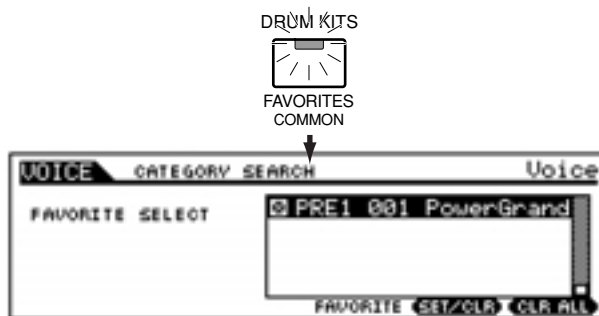 DRUM KITS
FAVORITES
COMMON
VOICE CATEGORY SEARCH Voice
FAVORITE SELECT PRE1 001 PowerGrand
FAVORITE SET/CLR CLR ALL